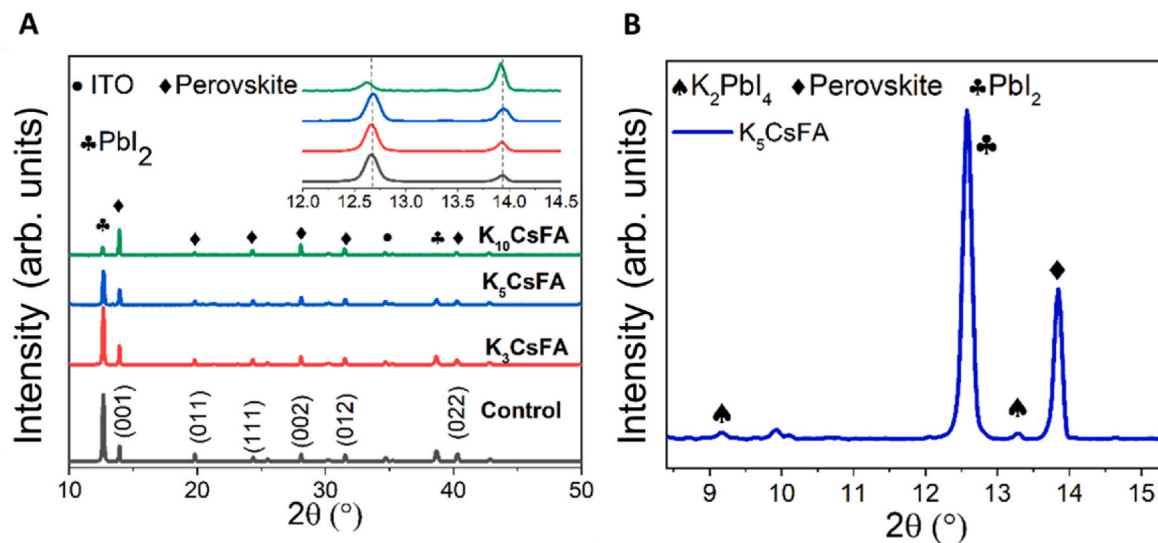 A
Intensity (arb. units)
● ITO ♦ Perovskite
♣PbI₂
12.0 12.5 13.0 13.5 14.0 14.5
K₁₀CsFA
K₅CsFA
K₃CsFA
Control
(001) (011) (111) (002) (012) (022)
10 20 30 40 50
2θ (°)
B
Intensity (arb. units)
♠K₂PbI₄ ♦Perovskite ♣PbI₂
K₅CsFA
9 10 11 12 13 14 15
2θ (°)